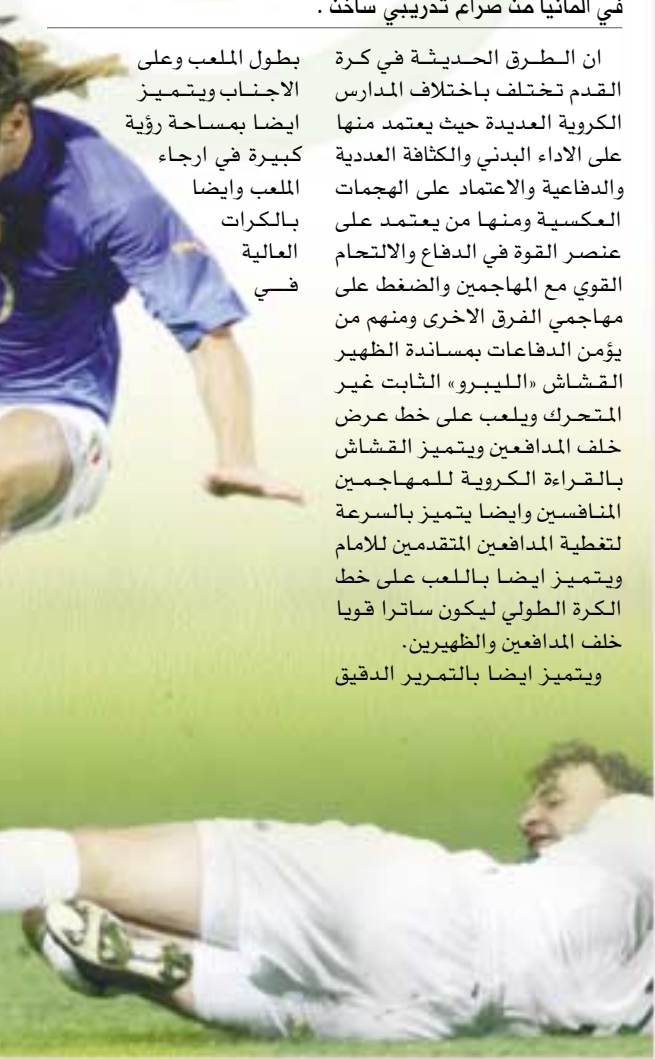 في المانيا من صراع تدريبي ساخن .
ان الطرق الحديثة في كرة
القدم تختلف باختلاف المدارس
الكروية العديدة حيث يعتمد منها
على الاداء البدني والكثافة العددية
والدفاعية والاعتماد على الهجمات
العكسية ومنها من يعتمد على
عنصر القوة في الدفاع والالتحام
القوي مع المهاجمين والضغط على
مهاجمي الفرق الاخرى ومنهم من
يؤمن الدفاعات بمساندة الظهير
القشاش «الليبرو» الثابت غير
المتحرك ويلعب على خط عرض
خلف المدافعين ويتميز القشاش
بالقراءة الكروية للمهاجمين
المنافسين وايضا يتميز بالسرعة
لتغطية المدافعين المتقدمين للامام
ويتميز ايضا باللعب على خط
الكرة الطولي ليكون ساترا قويا
خلف المدافعين والظهيرين.
ويتميز ايضا بالتمرير الدقيق
بطول الملعب وعلى
الاجناب ويتميز
ايضا بمساحة رؤية
كبيرة في ارجاء
الملعب وايضا
بالكرات
العالية
في